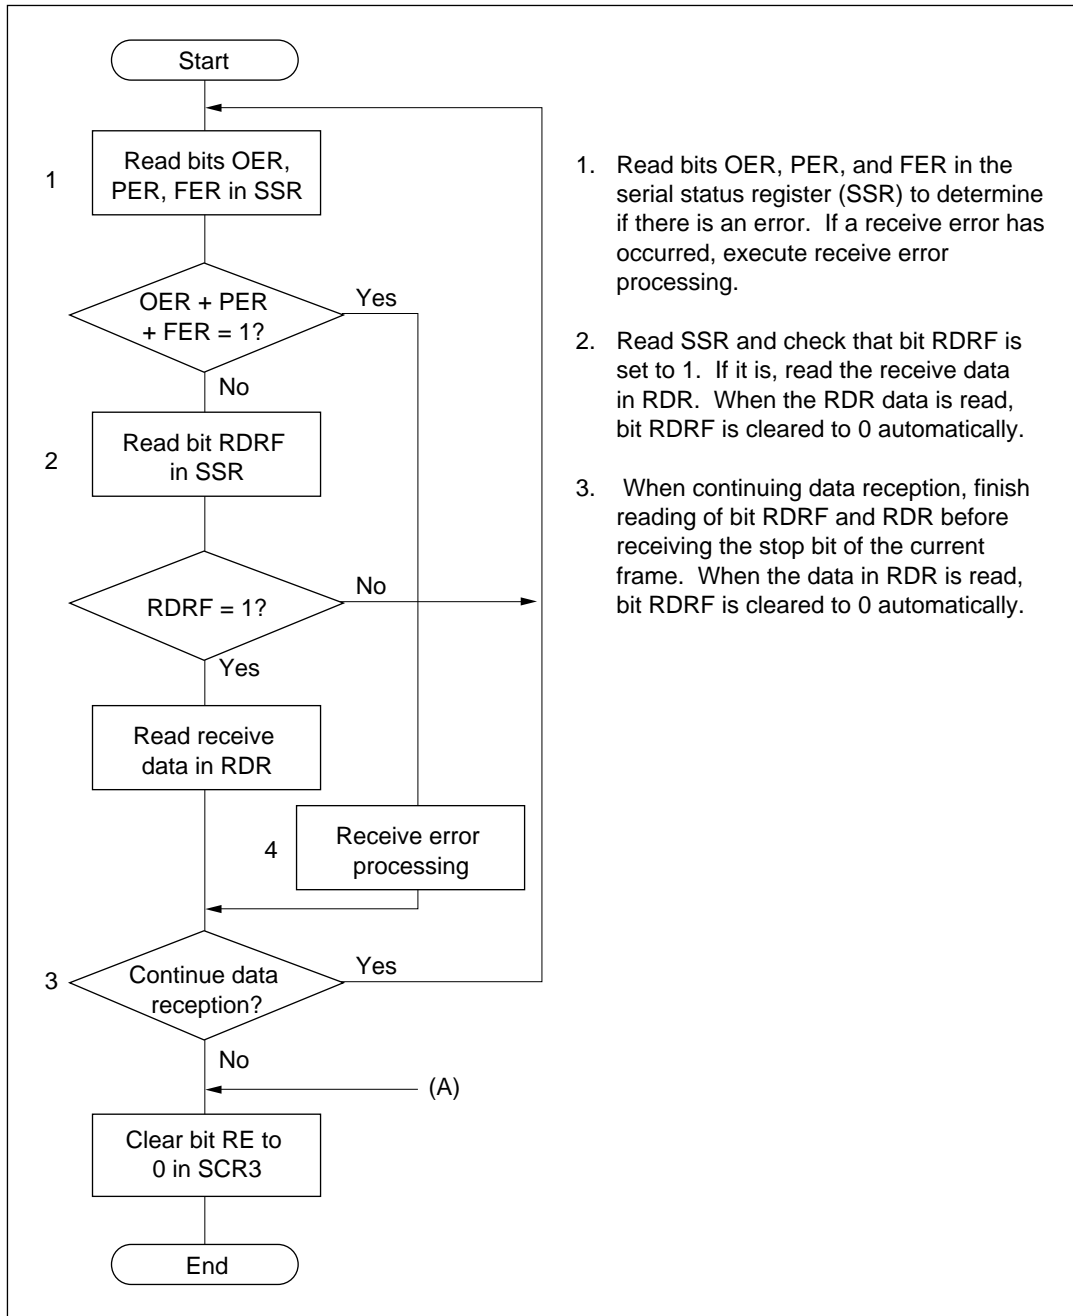 Start
1
Read bits OER,
PER, FER in SSR
OER + PER
+ FER = 1?
Yes
No
2
Read bit RDRF
in SSR
RDRF = 1?
No
Yes
Read receive
data in RDR
4
Receive error
processing
3
Continue data
reception?
Yes
No
(A)
Clear bit RE to
0 in SCR3
End
1. Read bits OER, PER, and FER in the
serial status register (SSR) to determine
if there is an error. If a receive error has
occurred, execute receive error
processing.
2. Read SSR and check that bit RDRF is
set to 1. If it is, read the receive data
in RDR. When the RDR data is read,
bit RDRF is cleared to 0 automatically.
3. When continuing data reception, finish
reading of bit RDRF and RDR before
receiving the stop bit of the current
frame. When the data in RDR is read,
bit RDRF is cleared to 0 automatically.